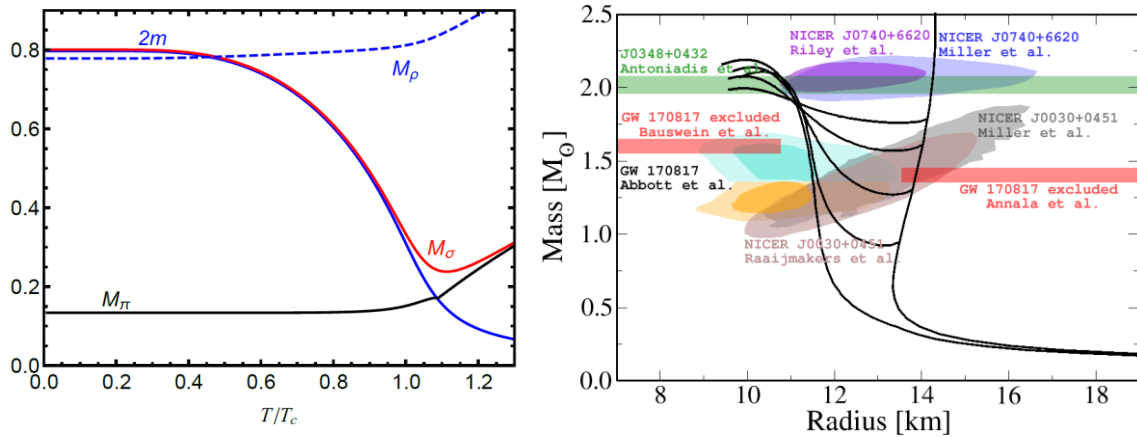 0.8
0.6
0.4
0.2
0.0
2m
Mρ
Mσ
Mπ
0.0 0.2 0.4 0.6 0.8 1.0 1.2
T/Tc
2.5
2.0
1.5
1.0
0.5
0.0
Mass [M⊙]
NICER J0740+6620
Riley et al.
NICER J0740+6620
Miller et al.
J0348+0432
Antoniadis et al.
GW 170817 excluded
Bauswein et al.
NICER J0030+0451
Miller et al.
GW 170817
Abbott et al.
GW 170817 excluded
Annala et al.
NICER J0030+0451
Raaijmakers et al.
8 10 12 14 16 18
Radius [km]